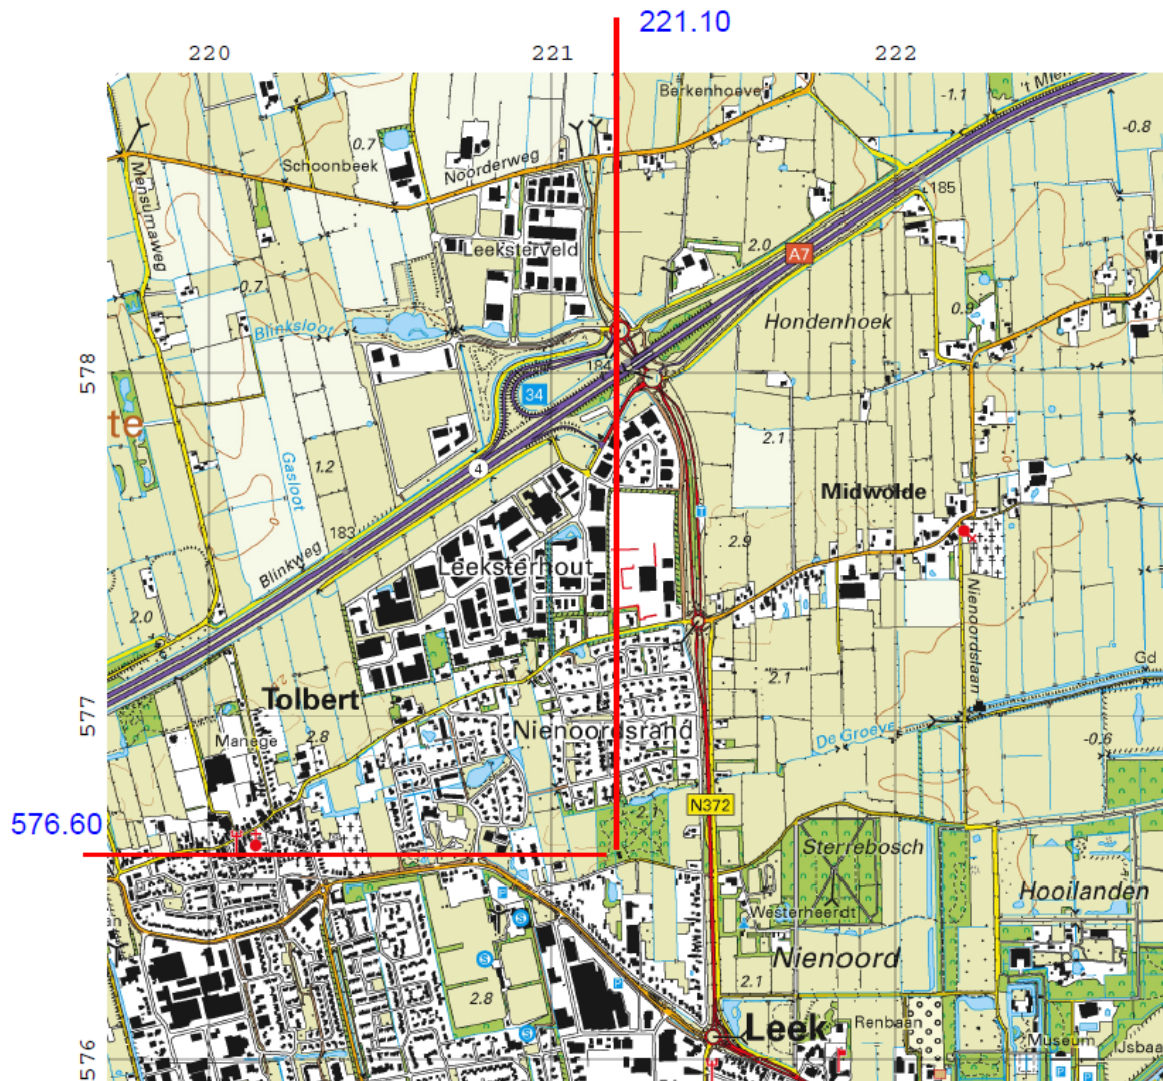 221.10
220
221
222
Berkenhoeve
't Mien
-1.1
-0.8
0.7
Schoonbeek
Noorderweg
185
Mensumaweg
Leeksterveld
2.0
A7
0.7
0.9
Blinksloot
Hondenhoek
578
184
34
te
2.1
1.2
Gasloot
4
Midwolde
183
2.9
Blinkweg
Leeksterhout
2.0
Nienoordslaan
Gd
2.1
Tolbert
577
De Groeve
Manege
2.8
Nienoordsrand
-0.6
N372
2.1
576.60
Sterrebosch
Hooilanden
Westerheerdt
Nienoord
2.8
2.1
P
S
S
S
Leek
Renbaan
Museum
IJsbaa
576